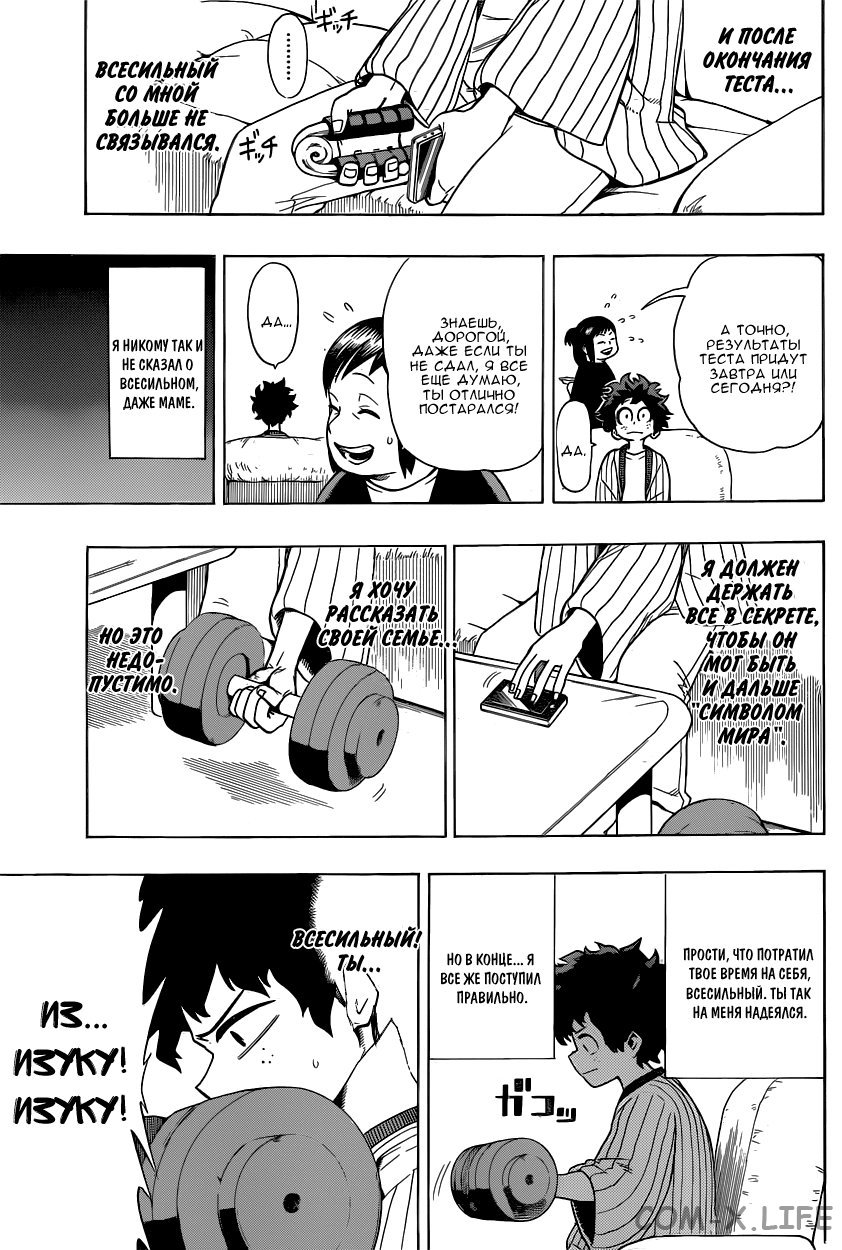 И ПОСЛЕ
ОКОНЧАНИЯ
ТЕСТА...
ギッチ
.........
ВСЕСИЛЬНЫЙ
СО МНОЙ
БОЛЬШЕ НЕ
СВЯЗЫВАЛСЯ.
ギッチ
А ТОЧНО,
РЕЗУЛЬТАТЫ
ТЕСТА ПРИДУТ
ЗАВТРА ИЛИ
СЕГОДНЯ?!
ДА.
ЗНАЕШЬ,
ДОРОГОЙ,
ДАЖЕ ЕСЛИ ТЫ
НЕ СДАЛ, Я ВСЕ
ЕЩЕ ДУМАЮ,
ТЫ ОТЛИЧНО
ПОСТАРАЛСЯ!
ДА...
Я НИКОМУ ТАК И
НЕ СКАЗАЛ О
ВСЕСИЛЬНОМ,
ДАЖЕ МАМЕ.
Я ДОЛЖЕН
ДЕРЖАТЬ
ВСЕ В СЕКРЕТЕ,
ЧТОБЫ ОН
МОГ БЫТЬ
И ДАЛЬШЕ
"СИМВОЛОМ
МИРА".
Я ХОЧУ
РАССКАЗАТЬ
СВОЕЙ СЕМЬЕ...
НО ЭТО
НЕДО-
ПУСТИМО.
ПРОСТИ, ЧТО ПОТРАТИЛ
ТВОЕ ВРЕМЯ НА СЕБЯ,
ВСЕСИЛЬНЫЙ. ТЫ ТАК
НА МЕНЯ НАДЕЯЛСЯ.
НО В КОНЦЕ... Я
ВСЕ ЖЕ ПОСТУПИЛ
ПРАВИЛЬНО.
ガコッ
ВСЕСИЛЬНЫЙ!
ТЫ...
ИЗ...
ИЗУКУ!
ИЗУКУ!
COM-X.LIFE